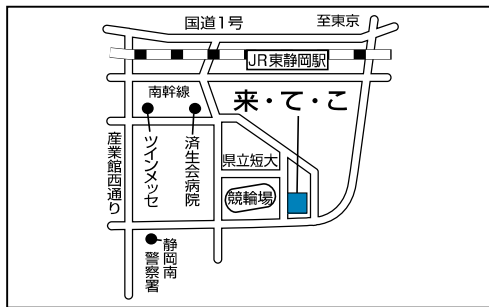 国道1号
至東京
JR東静岡駅
南幹線
来・て・こ
産業館西通り
ツインメッセ
済生会病院
県立短大
競輪場
静岡南
警察署